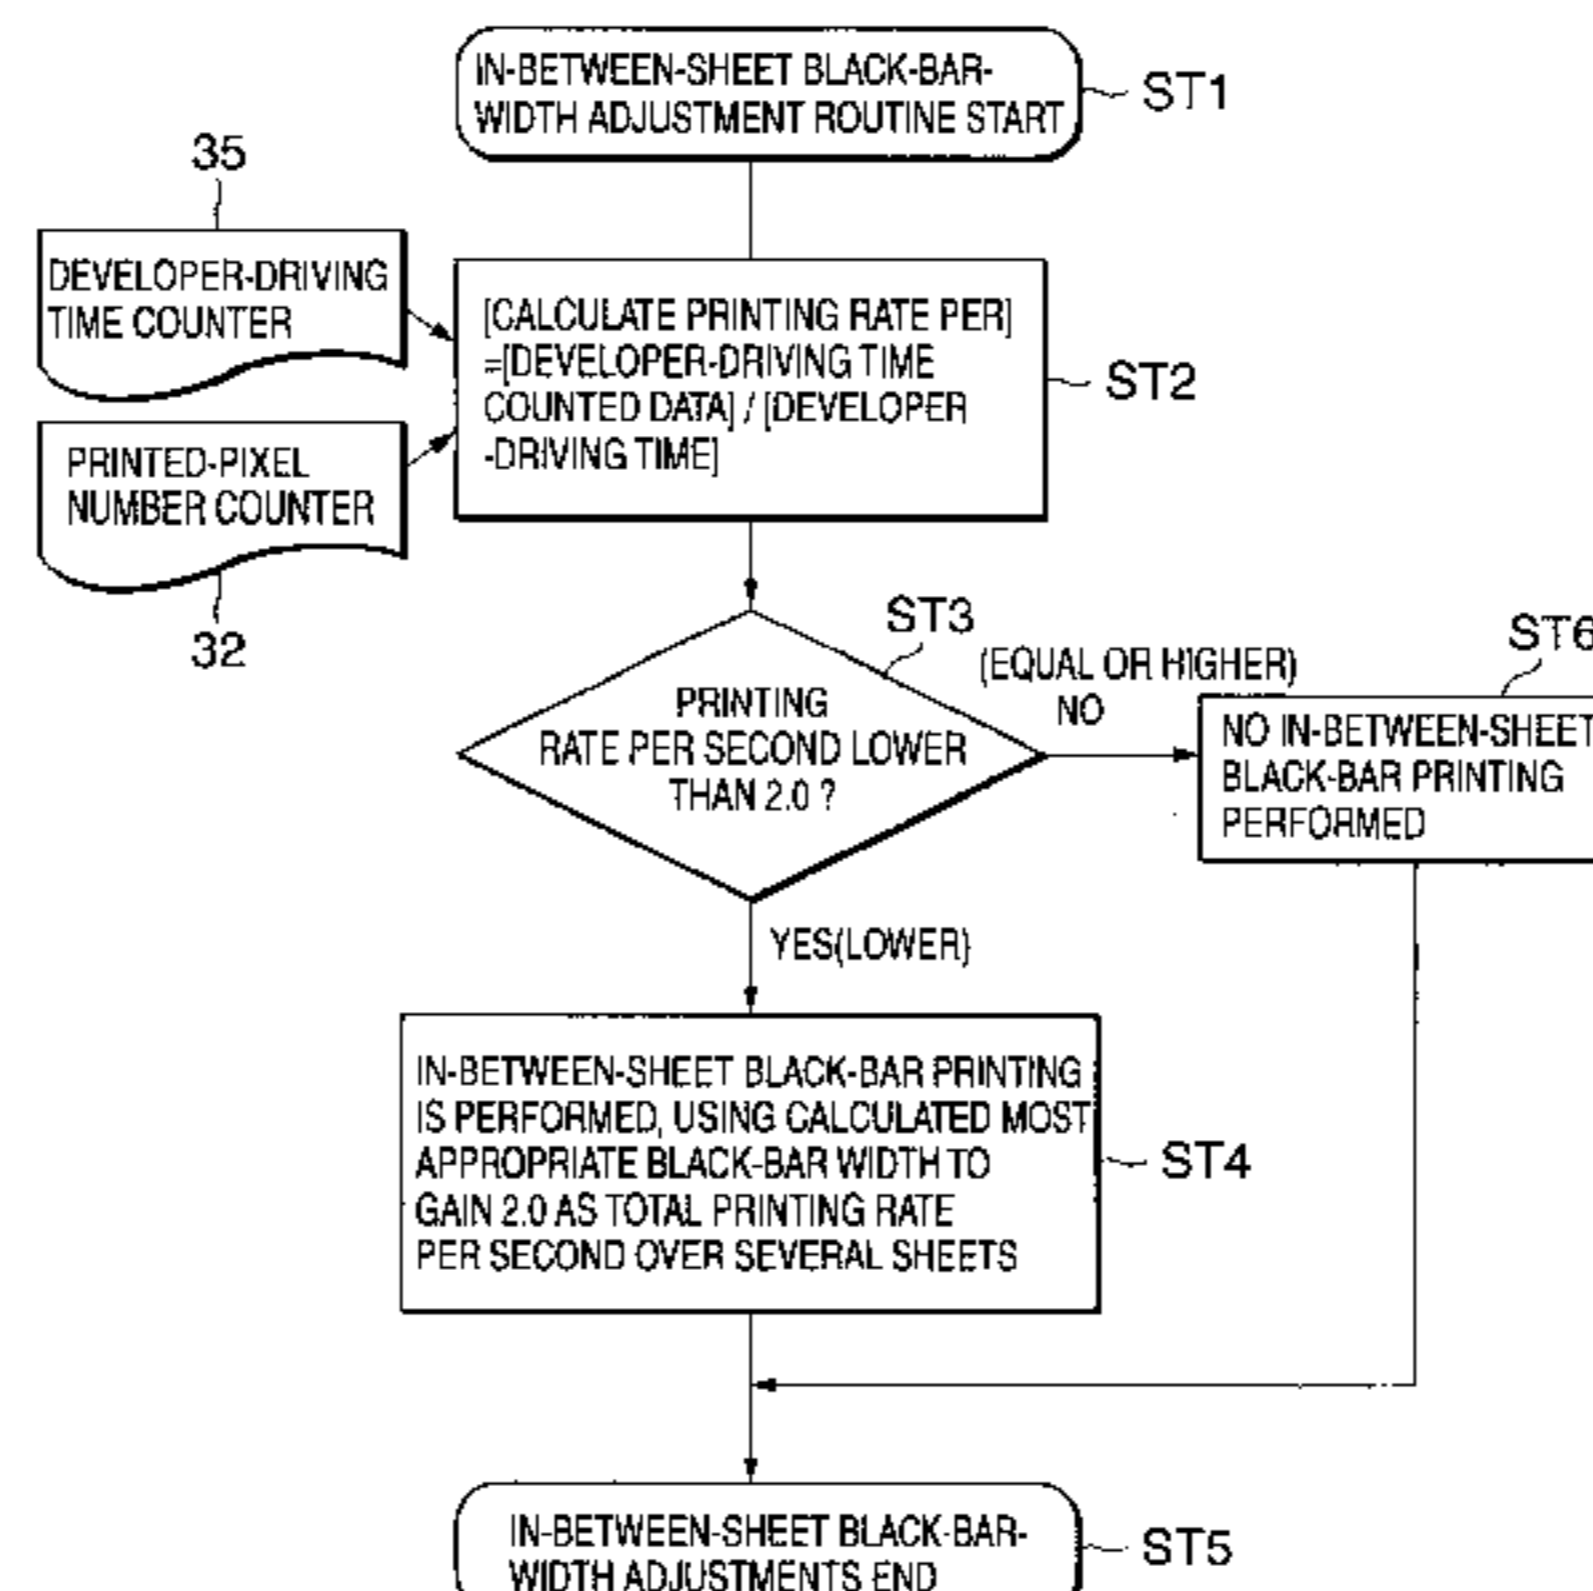 IN-BETWEEN-SHEET BLACK-BAR-
WIDTH ADJUSTMENT ROUTINE START
ST1
35
DEVELOPER-DRIVING
TIME COUNTER
[CALCULATE PRINTING RATE PER]
=[DEVELOPER-DRIVING TIME
COUNTED DATA] / [DEVELOPER
-DRIVING TIME]
ST2
PRINTED-PIXEL
NUMBER COUNTER
32
ST3
PRINTING
RATE PER SECOND LOWER
THAN 2.0 ?
(EQUAL OR HIGHER)
NO
ST6
NO IN-BETWEEN-SHEET
BLACK-BAR PRINTING
PERFORMED
YES(LOWER)
IN-BETWEEN-SHEET BLACK-BAR PRINTING
IS PERFORMED, USING CALCULATED MOST
APPROPRIATE BLACK-BAR WIDTH TO
GAIN 2.0 AS TOTAL PRINTING RATE
PER SECOND OVER SEVERAL SHEETS
ST4
IN-BETWEEN-SHEET BLACK-BAR-
WIDTH ADJUSTMENTS END
ST5